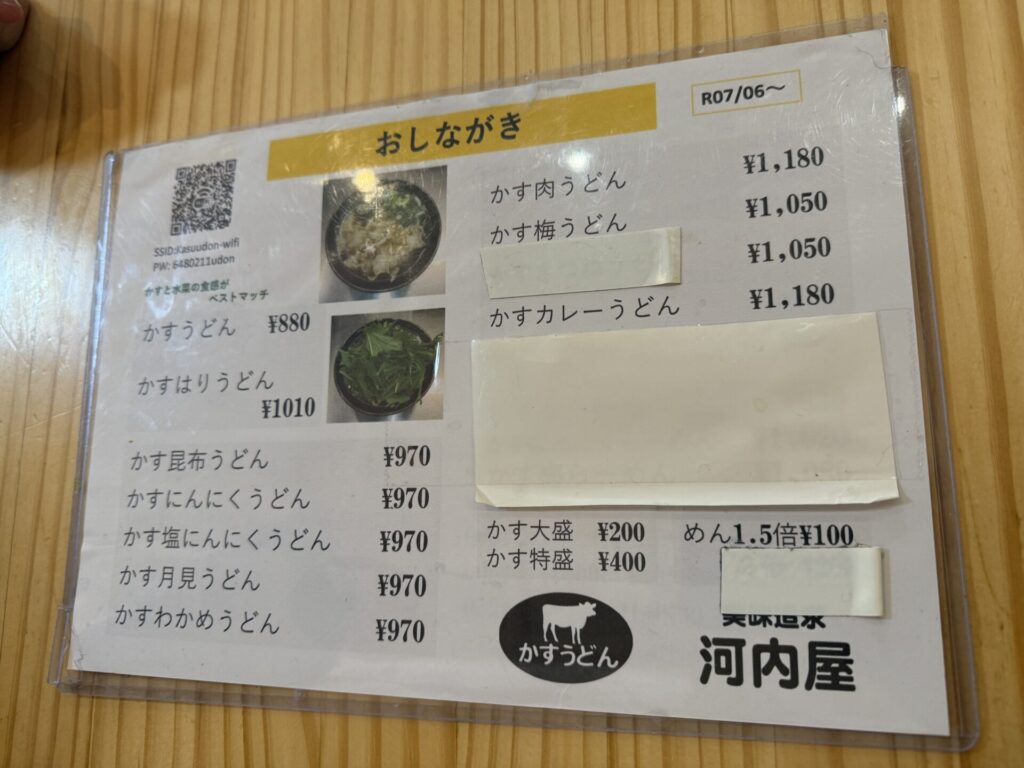 おしながき
R07/06～
SSID:Kasuudon-wifi
PW: 6480211udon
かすと水菜の食感が
ベストマッチ
かすうどん ¥880
かすはりうどん
¥1010
かす昆布うどん ¥970
かすにんにくうどん ¥970
かす塩にんにくうどん ¥970
かす月見うどん ¥970
かすわかめうどん ¥970
かす肉うどん ¥1,180
かす梅うどん ¥1,050
¥1,050
かすカレーうどん ¥1,180
かす大盛 ¥200
かす特盛 ¥400
めん1.5倍¥100
かすうどん
河内屋